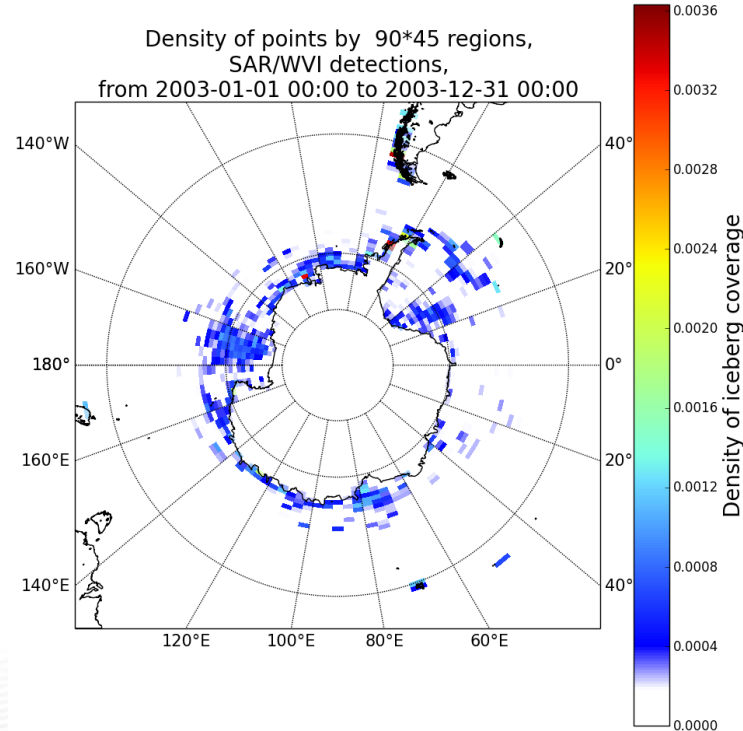 Density of points by  90*45 regions,
SAR/WVI detections,
from 2003-01-01 00:00 to 2003-12-31 00:00
140°W
160°W
180°
160°E
140°E
120°E
100°E
80°E
60°E
40°
20°
0°
20°
40°
0.0036
0.0032
0.0028
0.0024
0.0020
0.0016
0.0012
0.0008
0.0004
0.0000
Density of iceberg coverage